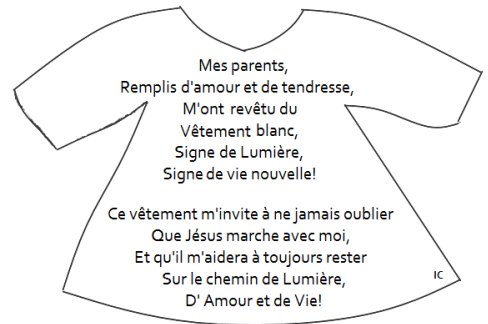 Mes parents,
Remplis d'amour et de tendresse,
M'ont revêtu du
Vêtement blanc,
Signe de Lumière,
Signe de vie nouvelle!
Ce vêtement m'invite à ne jamais oublier
Que Jésus marche avec moi,
Et qu'il m'aidera à toujours rester
Sur le chemin de Lumière,
D' Amour et de Vie!
IC